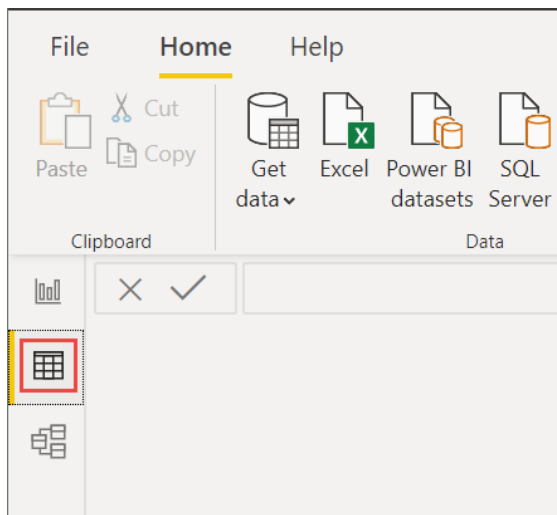 File Home Help
Cut
Copy
Paste
Get data
Excel
Power BI datasets
SQL Server
Clipboard
Data